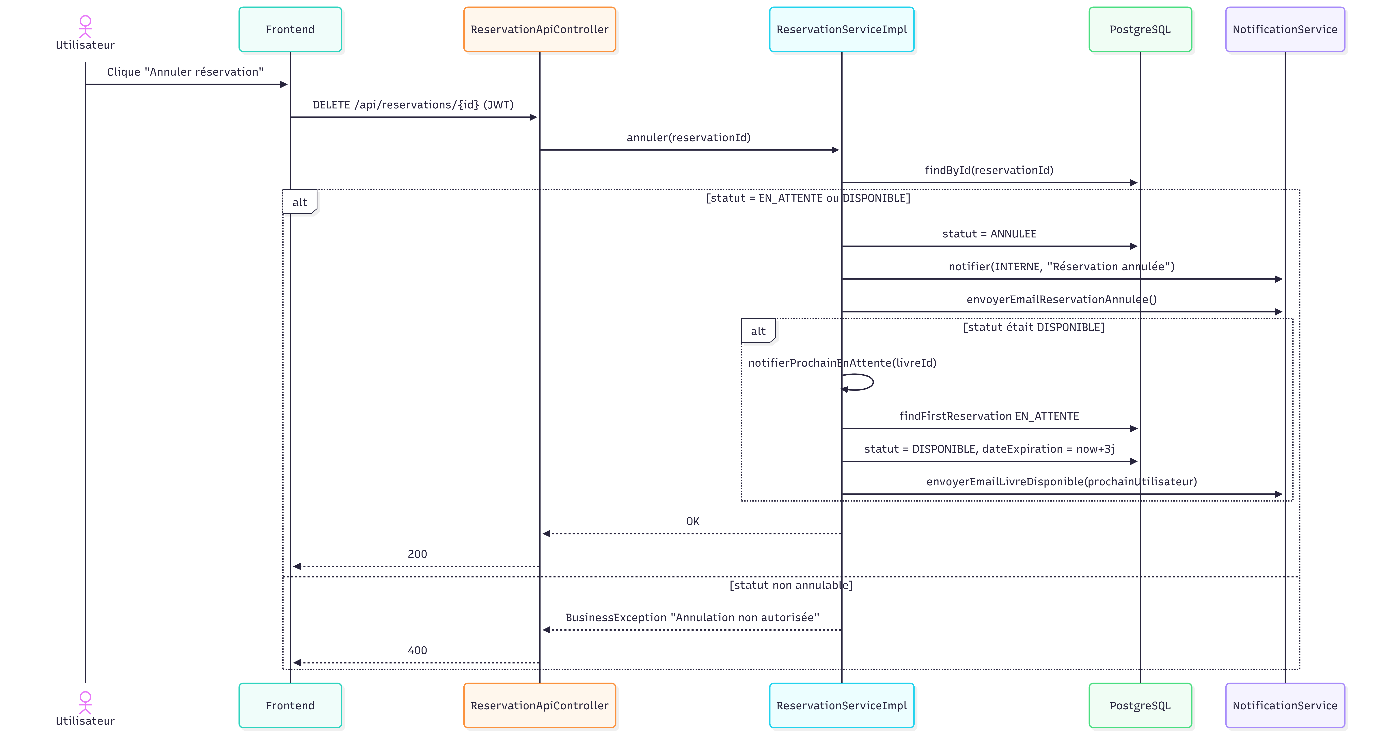 Utilisateur
Frontend
ReservationApiController
ReservationServiceImpl
PostgreSQL
NotificationService
Clique "Annuler réservation"
DELETE /api/reservations/{id} (JWT)
annuler(reservationId)
findById(reservationId)
alt
[statut = EN_ATTENTE ou DISPONIBLE]
statut = ANNULEE
notifier(INTERNE, "Réservation annulée")
envoyerEmailReservationAnnulee()
alt
[statut était DISPONIBLE]
notifierProchainEnAttente(livreId)
findFirstReservation EN_ATTENTE
statut = DISPONIBLE, dateExpiration = now+3j
envoyerEmailLivreDisponible(prochainUtilisateur)
OK
200
[statut non annulable]
BusinessException "Annulation non autorisée"
400
Utilisateur
Frontend
ReservationApiController
ReservationServiceImpl
PostgreSQL
NotificationService